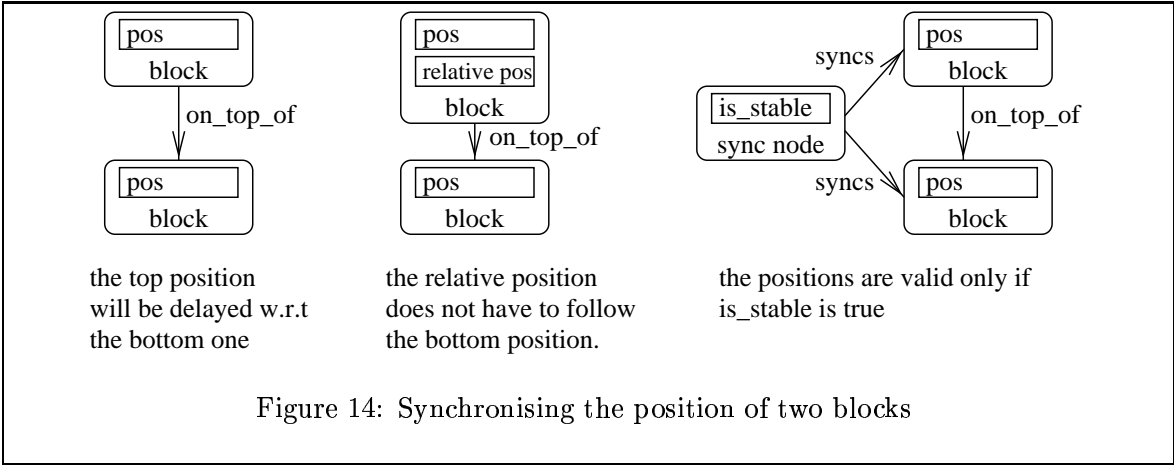 pos
block
on_top_of
pos
block
the top position
will be delayed w.r.t
the bottom one
pos
relative pos
block
on_top_of
pos
block
the relative position
does not have to follow
the bottom position.
pos
block
syncs
is_stable
sync node
on_top_of
syncs
pos
block
the positions are valid only if
is_stable is true
Figure 14: Synchronising the position of two blocks